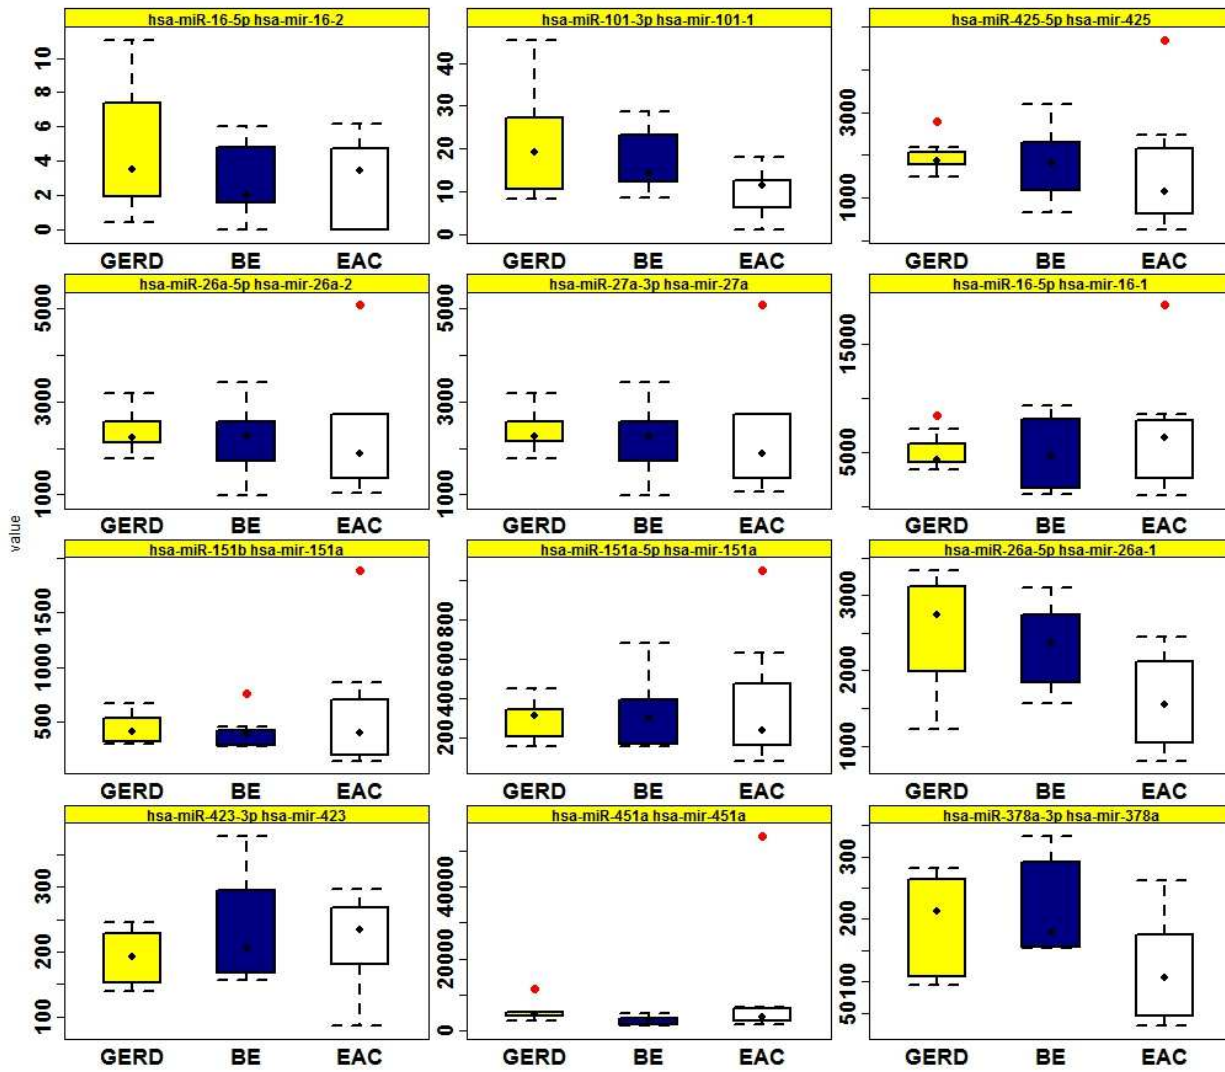 hsa-miR-16-5p hsa-mir-16-2
10
8
6
4
2
0
GERD BE EAC
hsa-miR-101-3p hsa-mir-101-1
40
30
20
10
0
GERD BE EAC
hsa-miR-425-5p hsa-mir-425
3000
1000
GERD BE EAC
hsa-miR-26a-5p hsa-mir-26a-2
5000
3000
1000
GERD BE EAC
hsa-miR-27a-3p hsa-mir-27a
5000
3000
1000
GERD BE EAC
hsa-miR-16-5p hsa-mir-16-1
15000
5000
GERD BE EAC
value
hsa-miR-151b hsa-mir-151a
1500
1000
500
GERD BE EAC
hsa-miR-151a-5p hsa-mir-151a
800
600
400
200
GERD BE EAC
hsa-miR-26a-5p hsa-mir-26a-1
3000
2000
1000
GERD BE EAC
hsa-miR-423-3p hsa-mir-423
300
200
100
GERD BE EAC
hsa-miR-451a hsa-mir-451a
40000
20000
0
GERD BE EAC
hsa-miR-378a-3p hsa-mir-378a
300
200
100
50
GERD BE EAC